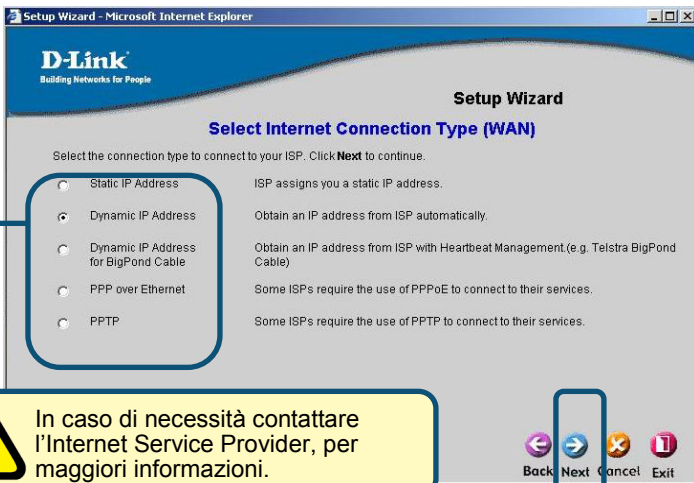 Setup Wizard - Microsoft Internet Explorer
D-Link
Building Networks for People
Setup Wizard
Select Internet Connection Type (WAN)
Select the connection type to connect to your ISP. Click Next to continue.
Static IP Address ISP assigns you a static IP address.
Dynamic IP Address Obtain an IP address from ISP automatically.
Dynamic IP Address Obtain an IP address from ISP with Heartbeat Management.(e.g. Telstra BigPond
for BigPond Cable Cable)
PPP over Ethernet Some ISPs require the use of PPPoE to connect to their services.
PPTP Some ISPs require the use of PPTP to connect to their services.
In caso di necessità contattare
l’Internet Service Provider, per
maggiori informazioni.
Back Next Cancel Exit